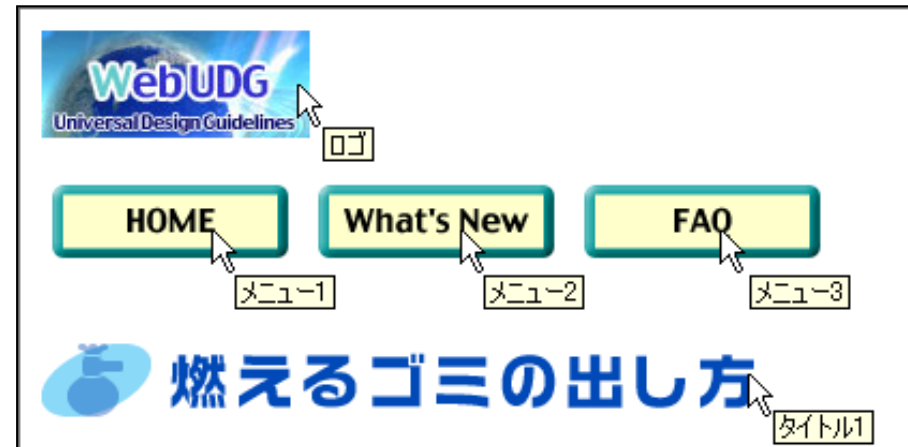 WebUDG
Universal Design Guidelines
ロゴ
HOME What's New FAQ
メニュー1 メニュー2 メニュー3
燃えるゴミの出し方
タイトル1